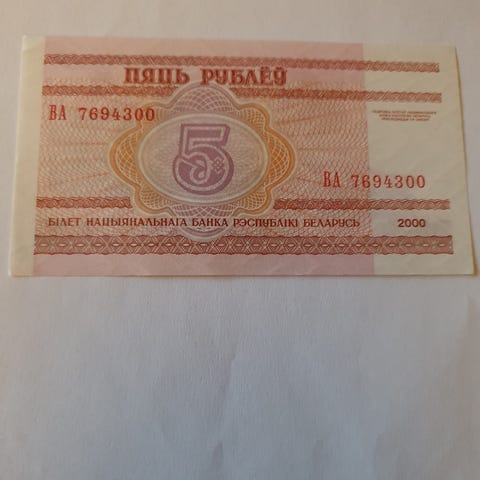 ПЯЦЬ РУБЛЁЎ
ВА 7694300
5
ВА 7694300
БІЛЕТ НАЦЫЯНАЛЬНАГА БАНКА РЭСПУБЛІКІ БЕЛАРУСЬ 2000